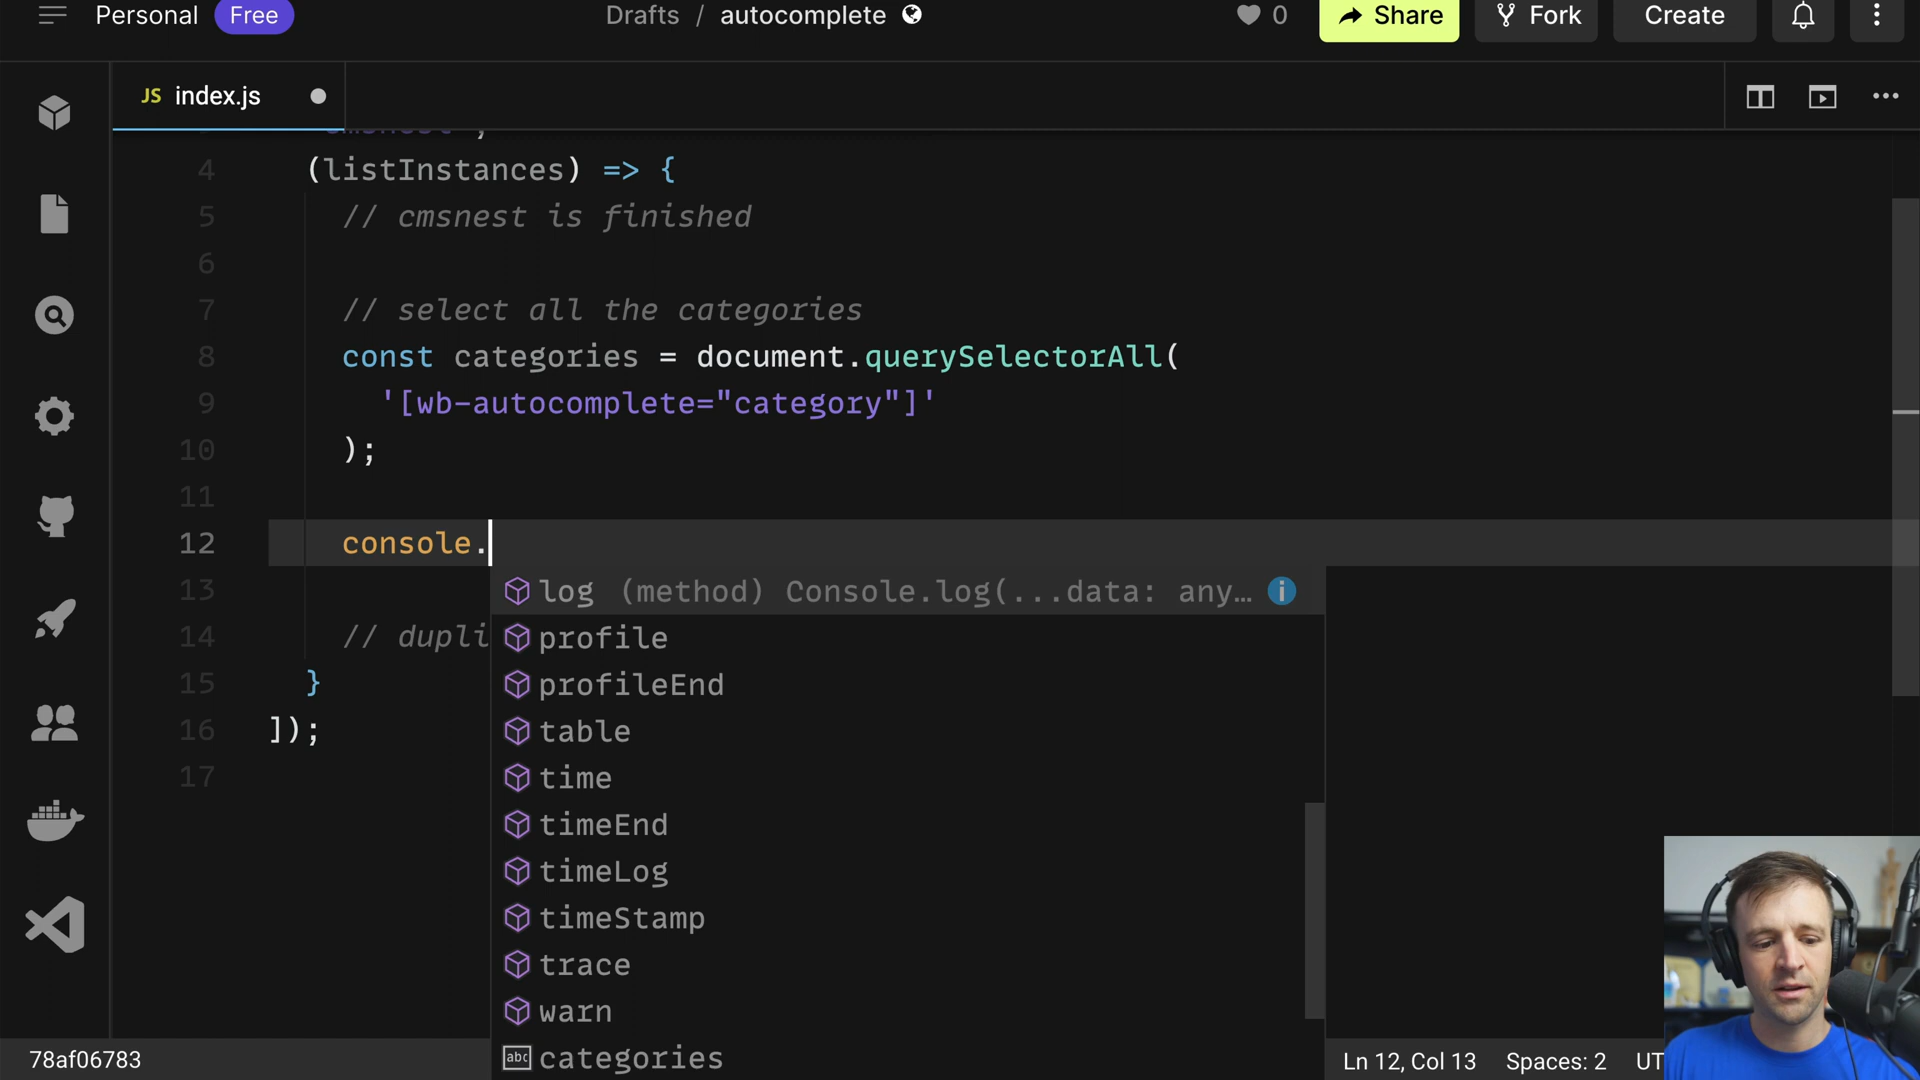 Personal Free Drafts / autocomplete 0 Share Fork Create
JS index.js
4 (listInstances) => {
5 // cmsnest is finished
6
7 // select all the categories
8 const categories = document.querySelectorAll(
9 '[wb-autocomplete="category"]'
10 );
11
12 console.
log (method) Console.log(...data: any…
13
profile
14 // dupli
profileEnd
15 }
table
16 ]);
time
17
timeEnd
timeLog
timeStamp
trace
warn
abc categories
78af06783 Ln 12, Col 13 Spaces: 2 UT